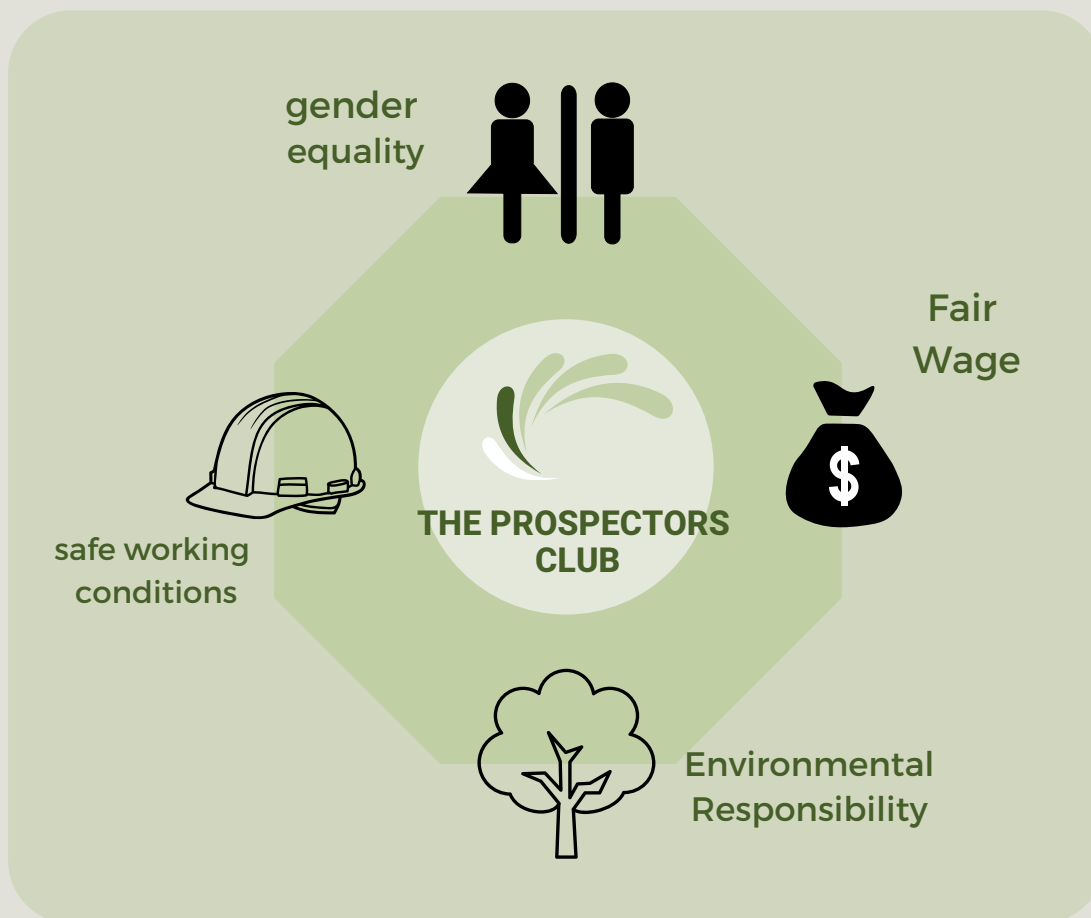 gender
equality
Fair
Wage
$
safe working
conditions
THE PROSPECTORS
CLUB
Environmental
Responsibility